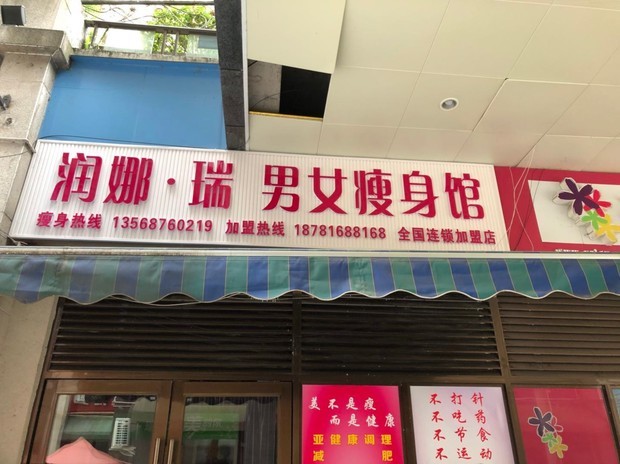 润娜·瑞 男女瘦身馆
瘦身热线 13568760219 加盟热线 18781688168 全国连锁加盟店
美不是瘦
而是健康
亚健康调理
减 肥
不打针
不吃药
不节食
不运动